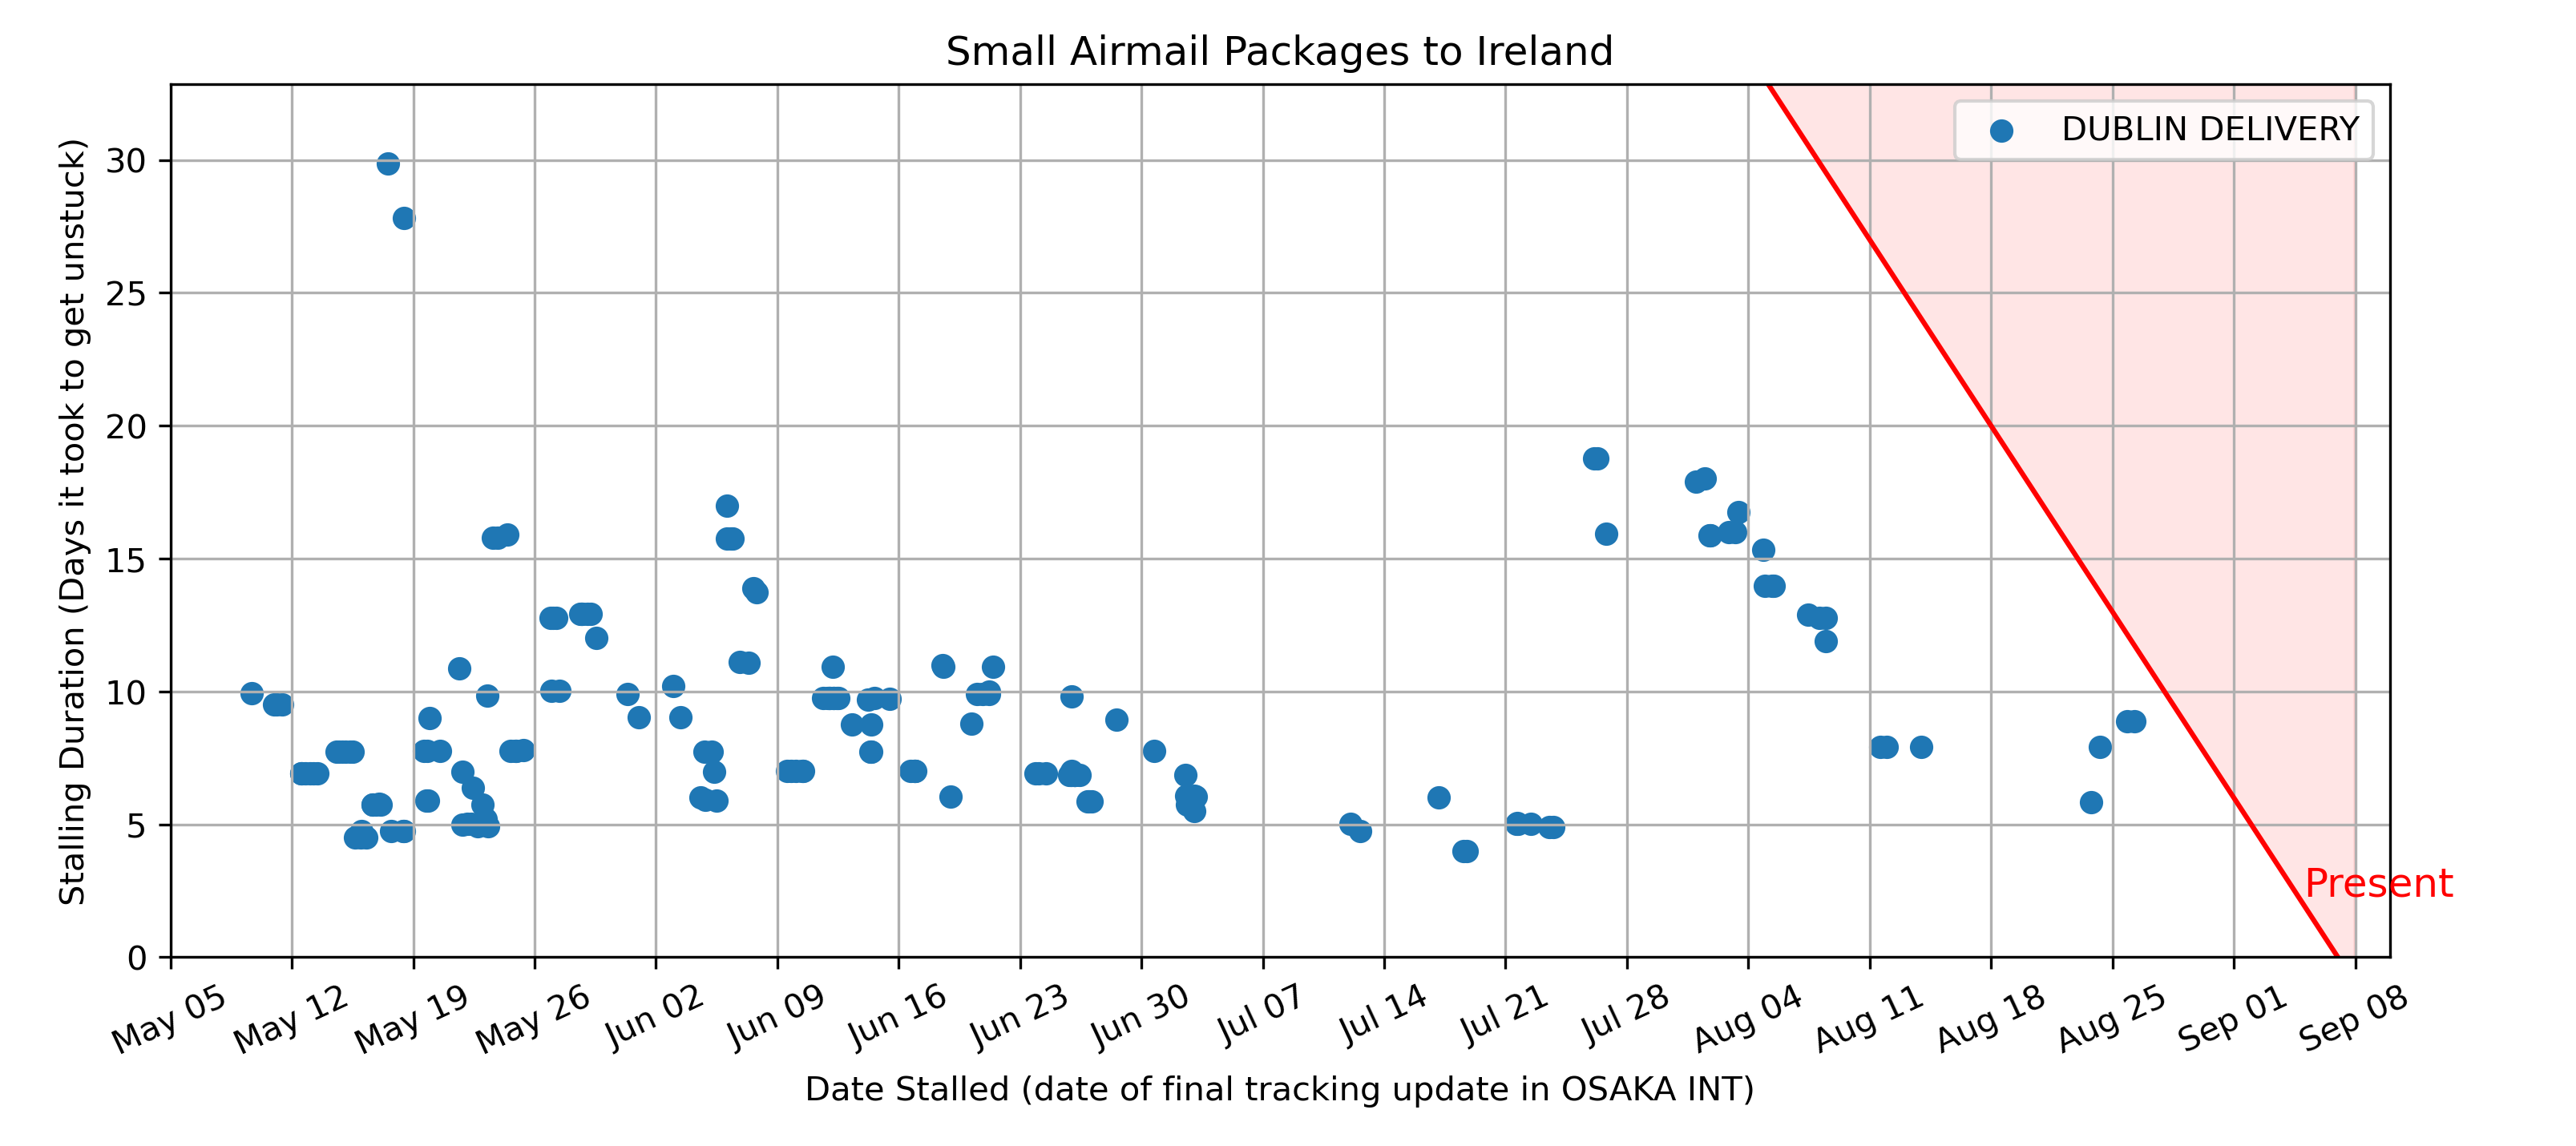 Small Airmail Packages to Ireland
DUBLIN DELIVERY
Stalling Duration (Days it took to get unstuck)
30
25
20
15
10
5
0
Present
May 05
May 12
May 19
May 26
Jun 02
Jun 09
Jun 16
Jun 23
Jun 30
Jul 07
Jul 14
Jul 21
Jul 28
Aug 04
Aug 11
Aug 18
Aug 25
Sep 01
Sep 08
Date Stalled (date of final tracking update in OSAKA INT)